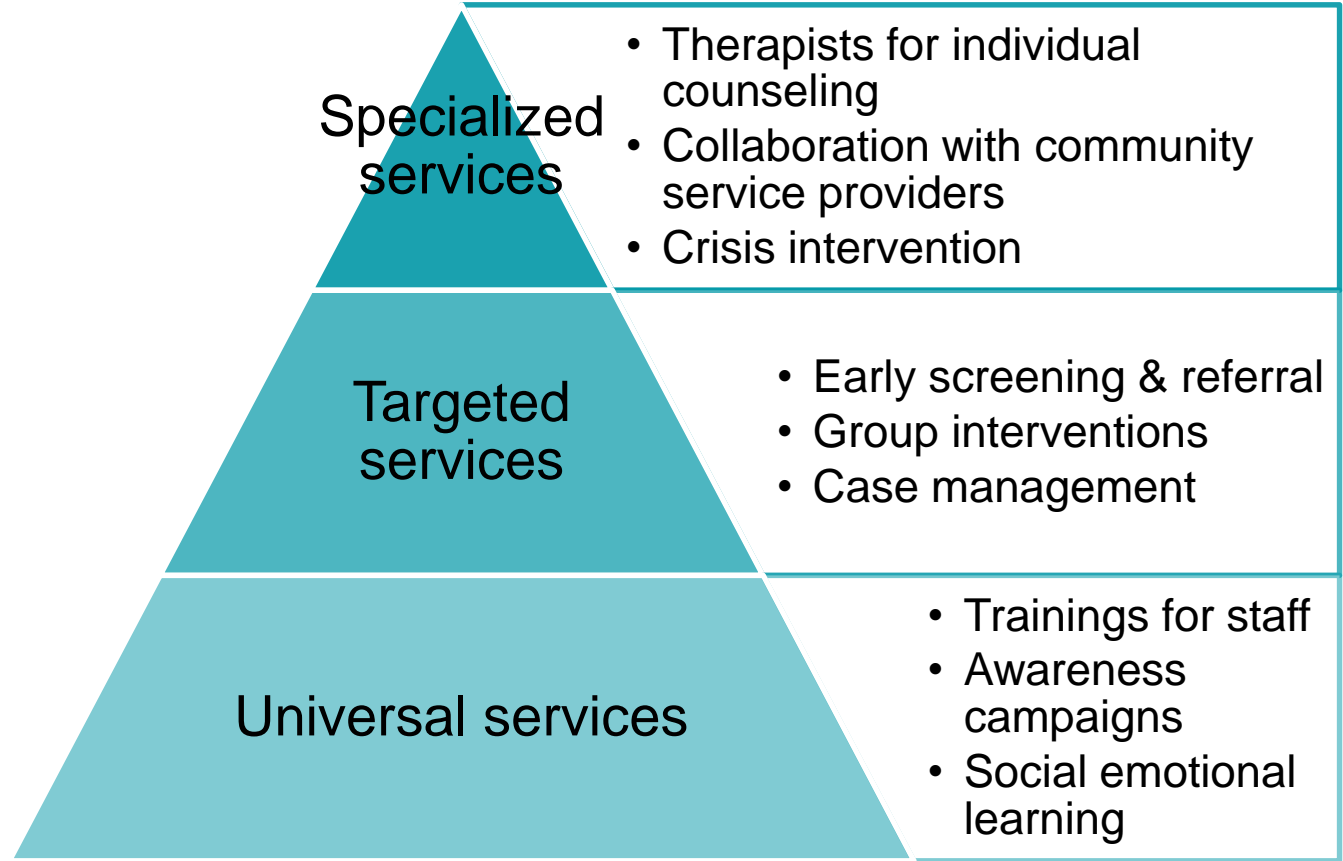 Specialized
services
• Therapists for individual
counseling
• Collaboration with community
service providers
• Crisis intervention
Targeted
services
• Early screening & referral
• Group interventions
• Case management
Universal services
• Trainings for staff
• Awareness
campaigns
• Social emotional
learning